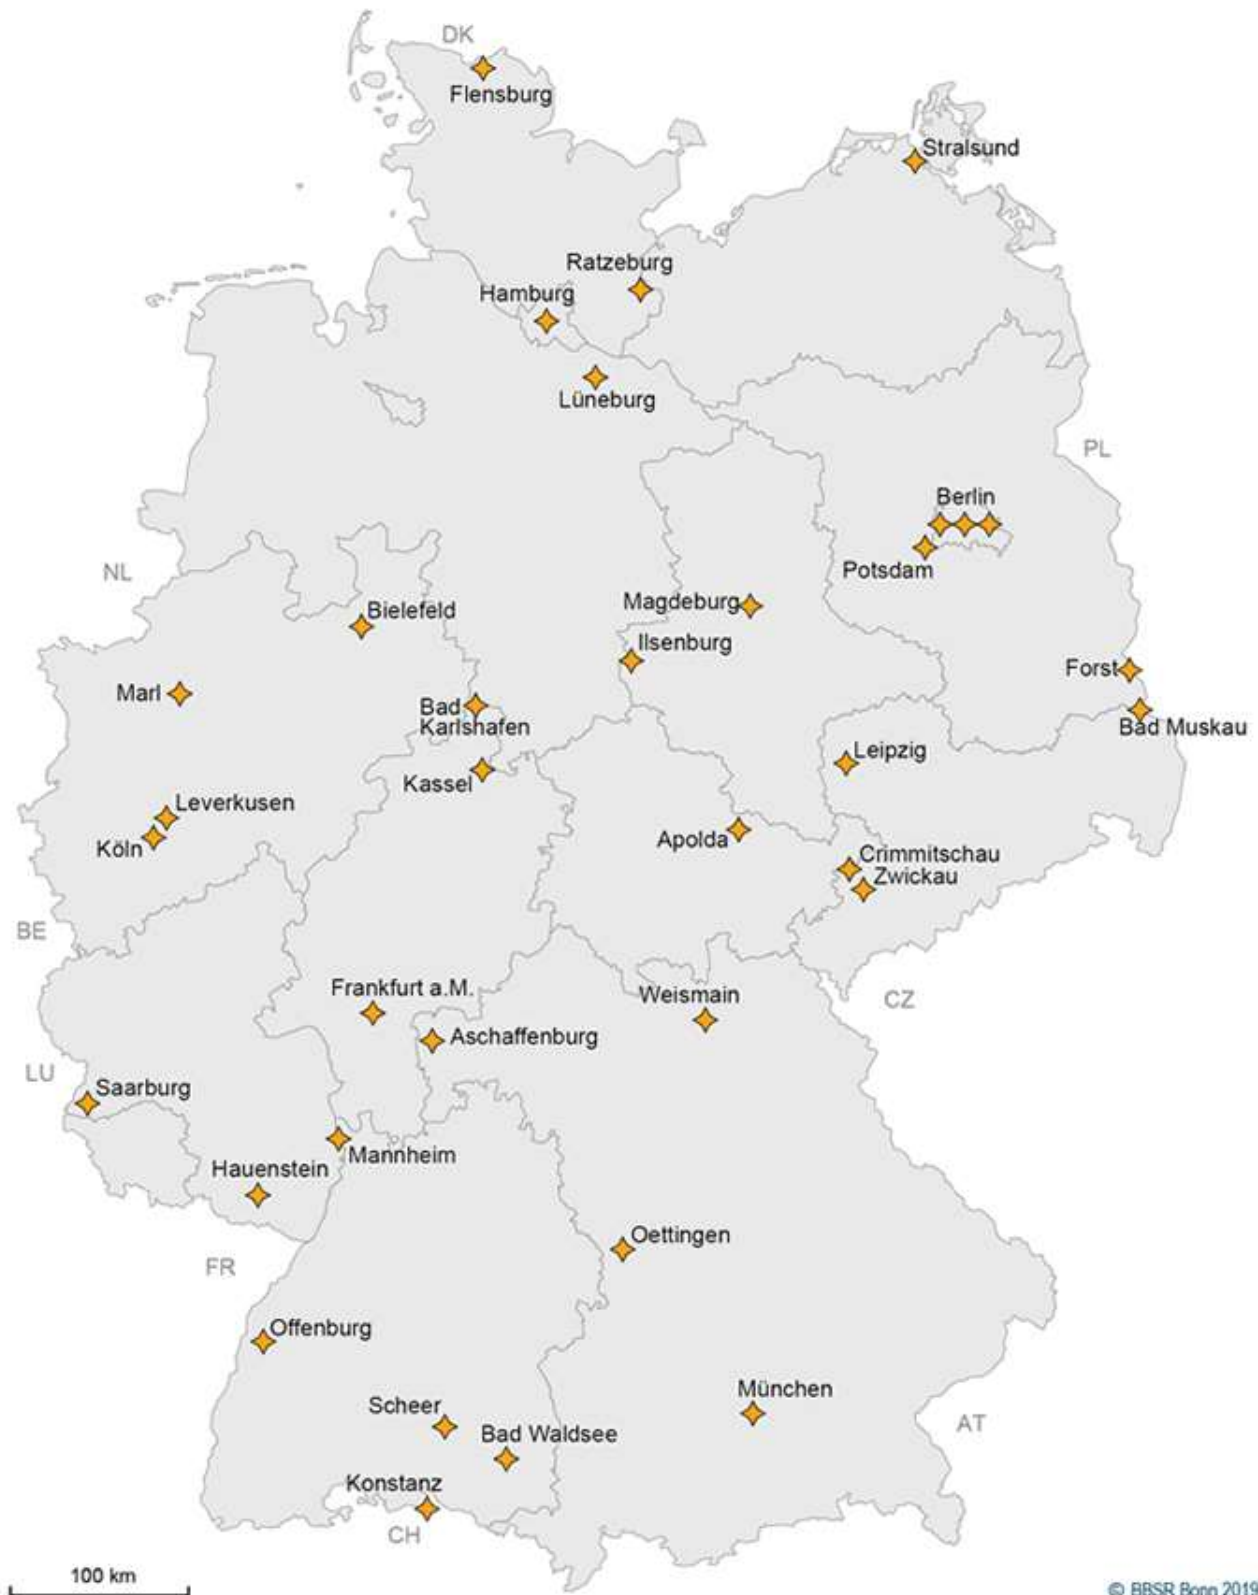 DK
Flensburg
Stralsund
Ratzeburg
Hamburg
Lüneburg
PL
Berlin
Potsdam
NL
Magdeburg
Bielefeld
Ilsenburg
Forst
Marl
Bad
Karlshafen
Bad Muskau
Leipzig
Kassel
Leverkusen
Köln
Apolda
Crimmitschau
Zwickau
BE
Frankfurt a.M.
Weismain
CZ
Aschaffenburg
LU
Saarburg
Mannheim
Hauenstein
Oettingen
FR
Offenburg
München
Scheer
AT
Bad Waldsee
Konstanz
CH
100 km
© BBSR Bonn 2019